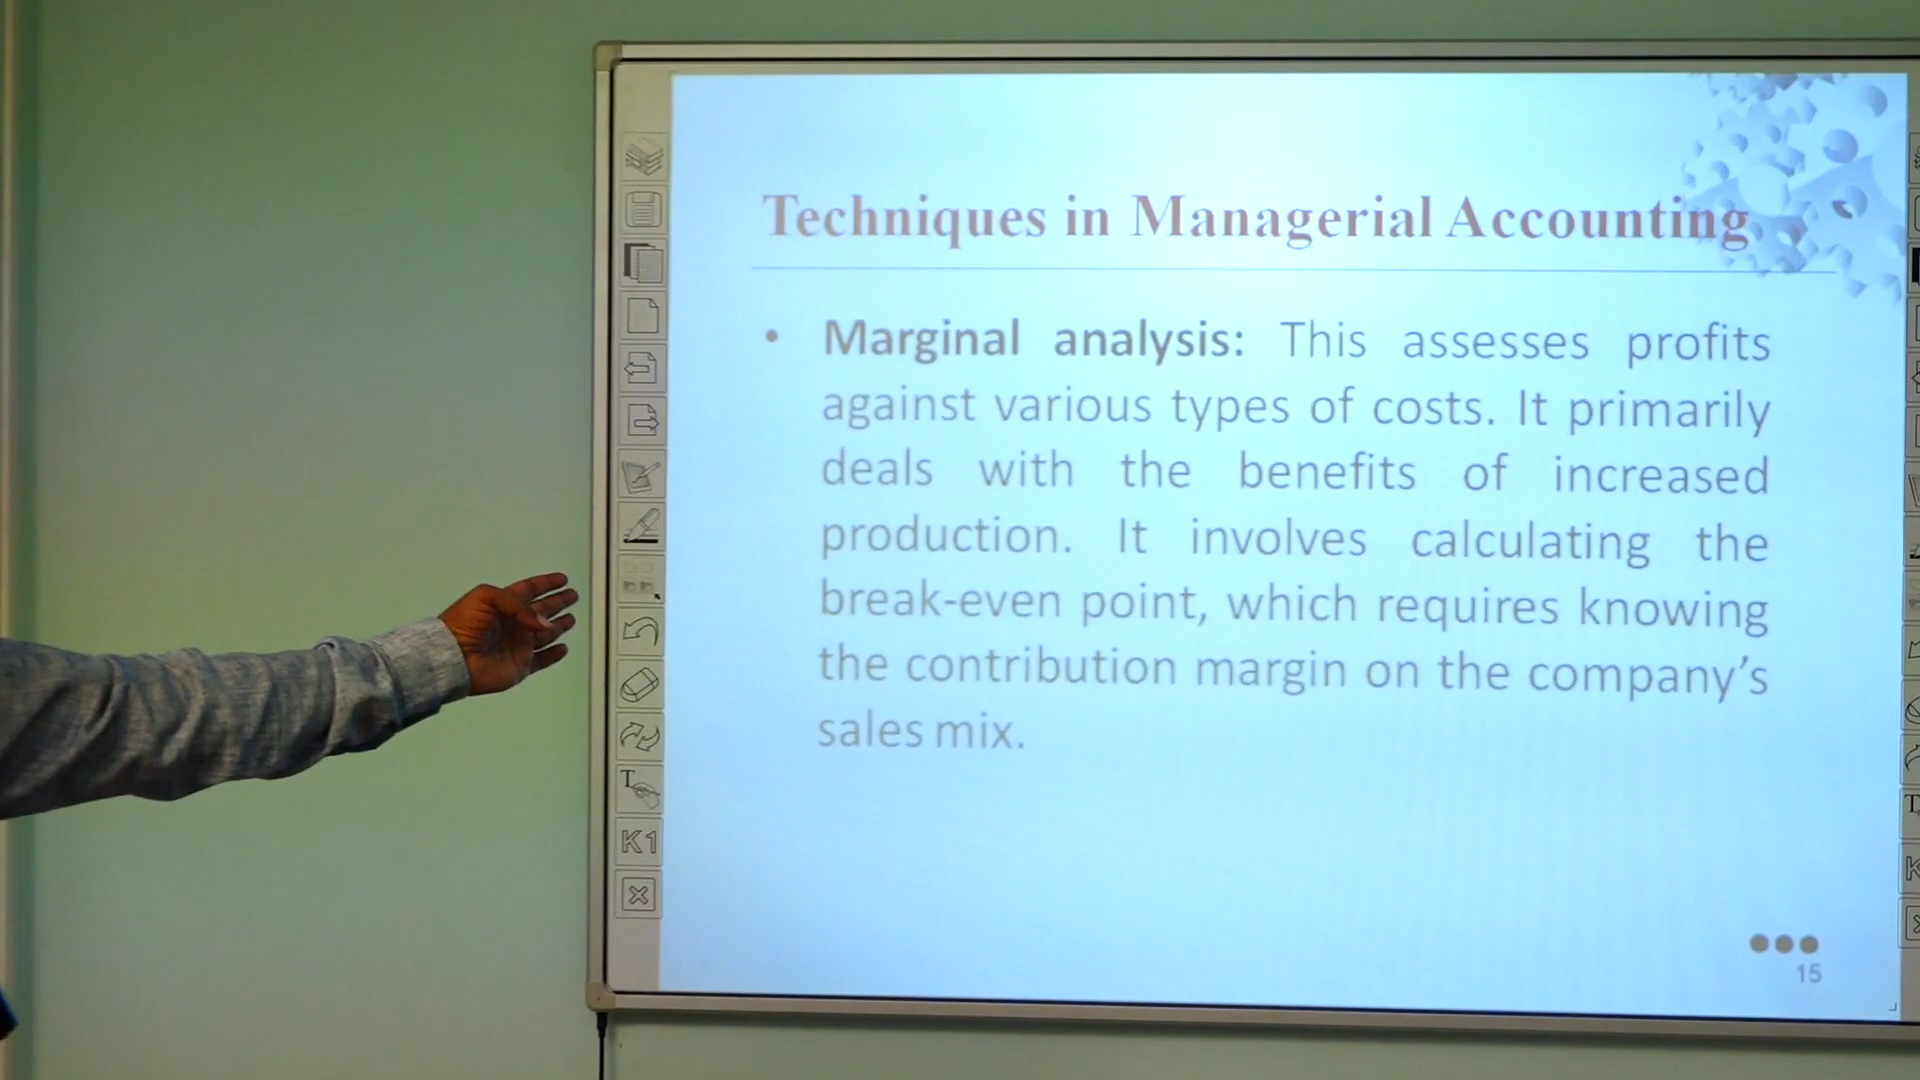 Techniques in Managerial Accounting
• Marginal analysis: This assesses profits
against various types of costs. It primarily
deals with the benefits of increased
production. It involves calculating the
break-even point, which requires knowing
the contribution margin on the company’s
sales mix.
T
K1
15
T
K